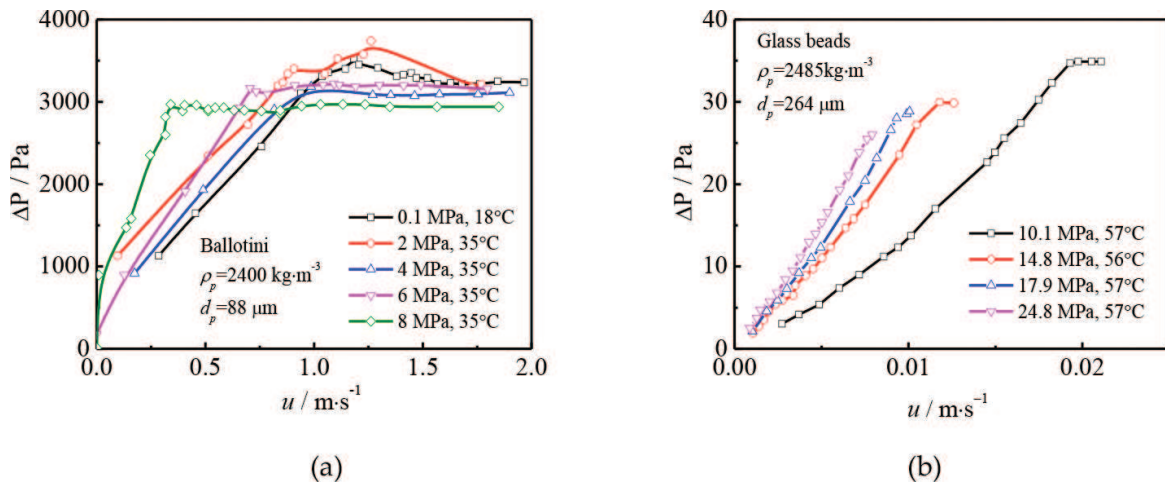 4000
3000
2000
1000
0
ΔP / Pa
Ballotini
ρp=2400 kg·m⁻³
dp=88 μm
0.1 MPa, 18°C
2 MPa, 35°C
4 MPa, 35°C
6 MPa, 35°C
8 MPa, 35°C
0.0 0.5 1.0 1.5 2.0
u / m·s⁻¹
(a)
40
30
20
10
0
ΔP / Pa
Glass beads
ρp=2485kg·m⁻³
dp=264 μm
10.1 MPa, 57°C
14.8 MPa, 56°C
17.9 MPa, 57°C
24.8 MPa, 57°C
0.00 0.01 0.02
u / m·s⁻¹
(b)